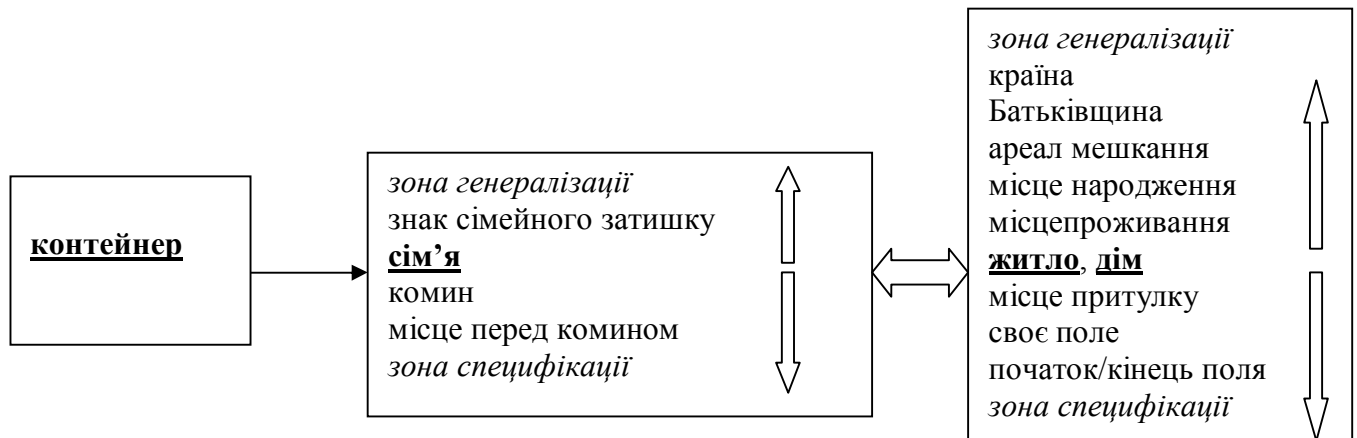 контейнер
зона генералізації
знак сімейного затишку
сім’я
комин
місце перед комином
зона специфікації
зона генералізації
країна
Батьківщина
ареал мешкання
місце народження
місцепроживання
житло, дім
місце притулку
своє поле
початок/кінець поля
зона специфікації